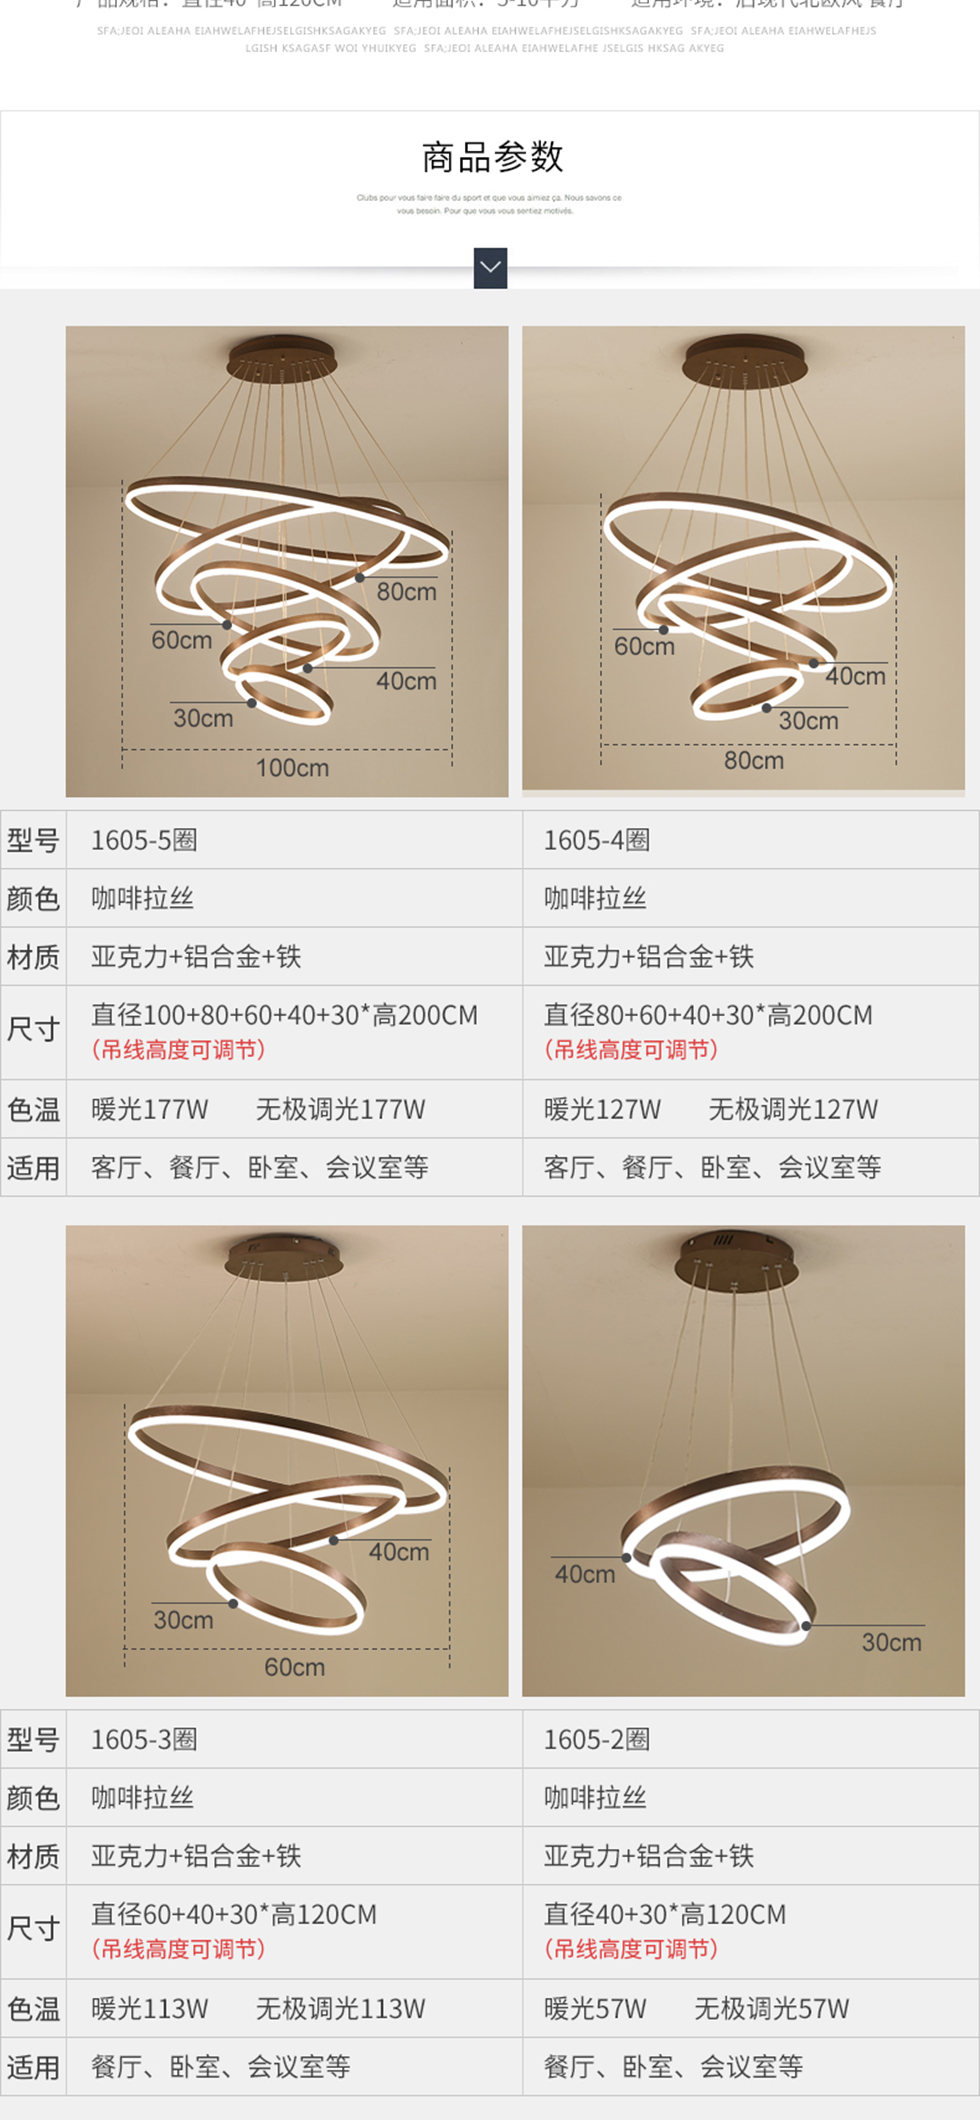 SFA;JEOI ALEAHA EIAHWELAFHEJSELGISHKSAGAKYEG SFA;JEOI ALEAHA EIAHWELAFHEJSELGISHKSAGAKYEG SFA;JEOI ALEAHA EIAHWELAFHEJS
LGISH KSAGASF WOI YHUIKYEG SFA;JEOI ALEAHA EIAHWELAFHE JSELGIS HKSAG AKYEG
商品参数
Clubs pour vous faire faire du sport et que vous aimiez ça. Nous savons ce
vous besoin. Pour que vous vous sentiez motivés.
80cm
60cm
40cm
30cm
100cm
60cm
40cm
30cm
80cm
型号 1605-5圈 1605-4圈
颜色 咖啡拉丝 咖啡拉丝
材质 亚克力+铝合金+铁 亚克力+铝合金+铁
尺寸 直径100+80+60+40+30*高200CM 直径80+60+40+30*高200CM
（吊线高度可调节） （吊线高度可调节）
色温 暖光177W 无极调光177W 暖光127W 无极调光127W
适用 客厅、餐厅、卧室、会议室等 客厅、餐厅、卧室、会议室等
40cm
30cm
60cm
40cm
30cm
型号 1605-3圈 1605-2圈
颜色 咖啡拉丝 咖啡拉丝
材质 亚克力+铝合金+铁 亚克力+铝合金+铁
尺寸 直径60+40+30*高120CM 直径40+30*高120CM
（吊线高度可调节） （吊线高度可调节）
色温 暖光113W 无极调光113W 暖光57W 无极调光57W
适用 餐厅、卧室、会议室等 餐厅、卧室、会议室等